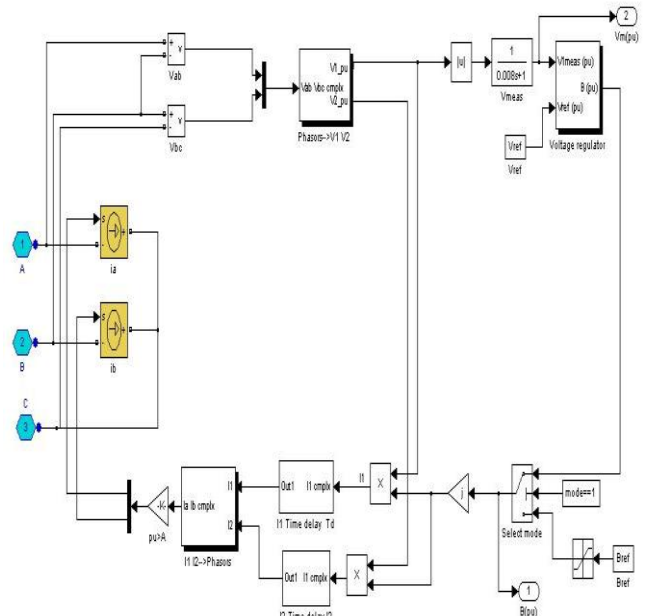 2
Vm(pu)
+
-
v
Vab
V1_pu
Vab Vbc cmplx
V2_pu
Phasors-->V1 V2
|u|
1
0.008s+1
Vmeas
Vmeas (pu)
B (pu)
Vref (pu)
Voltage regulator
+
-
v
Vbc
Vref
Vref
1
A
s
-
+
ia
2
B
s
-
+
ib
C
3
-K-
pu>A
Ia Ib cmplx
I1
I2
I1 I2-->Phasors
Out1
I1 cmplx
I1 Time delay Td
I1
X
j
Select mode
mode==1
Out1
I1 cmplx
X
Bref
Bref
1
B(pu)